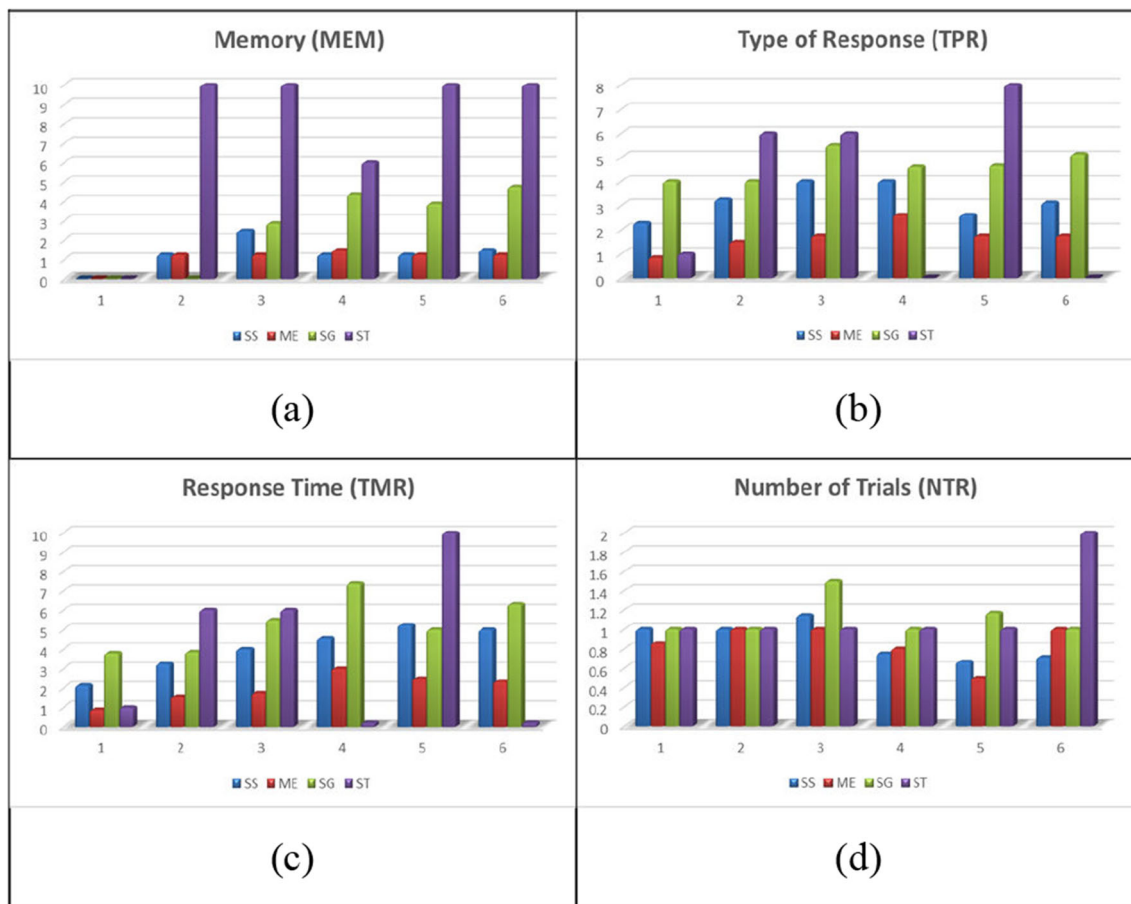 Memory (MEM)
10
9
8
7
6
5
4
3
2
1
0
1 2 3 4 5 6
SS ME SG ST
(a)
Type of Response (TPR)
8
7
6
5
4
3
2
1
0
1 2 3 4 5 6
SS ME SG ST
(b)
Response Time (TMR)
10
9
8
7
6
5
4
3
2
1
0
1 2 3 4 5 6
SS ME SG ST
(c)
Number of Trials (NTR)
2
1.8
1.6
1.4
1.2
1
0.8
0.6
0.4
0.2
0
1 2 3 4 5 6
SS ME SG ST
(d)